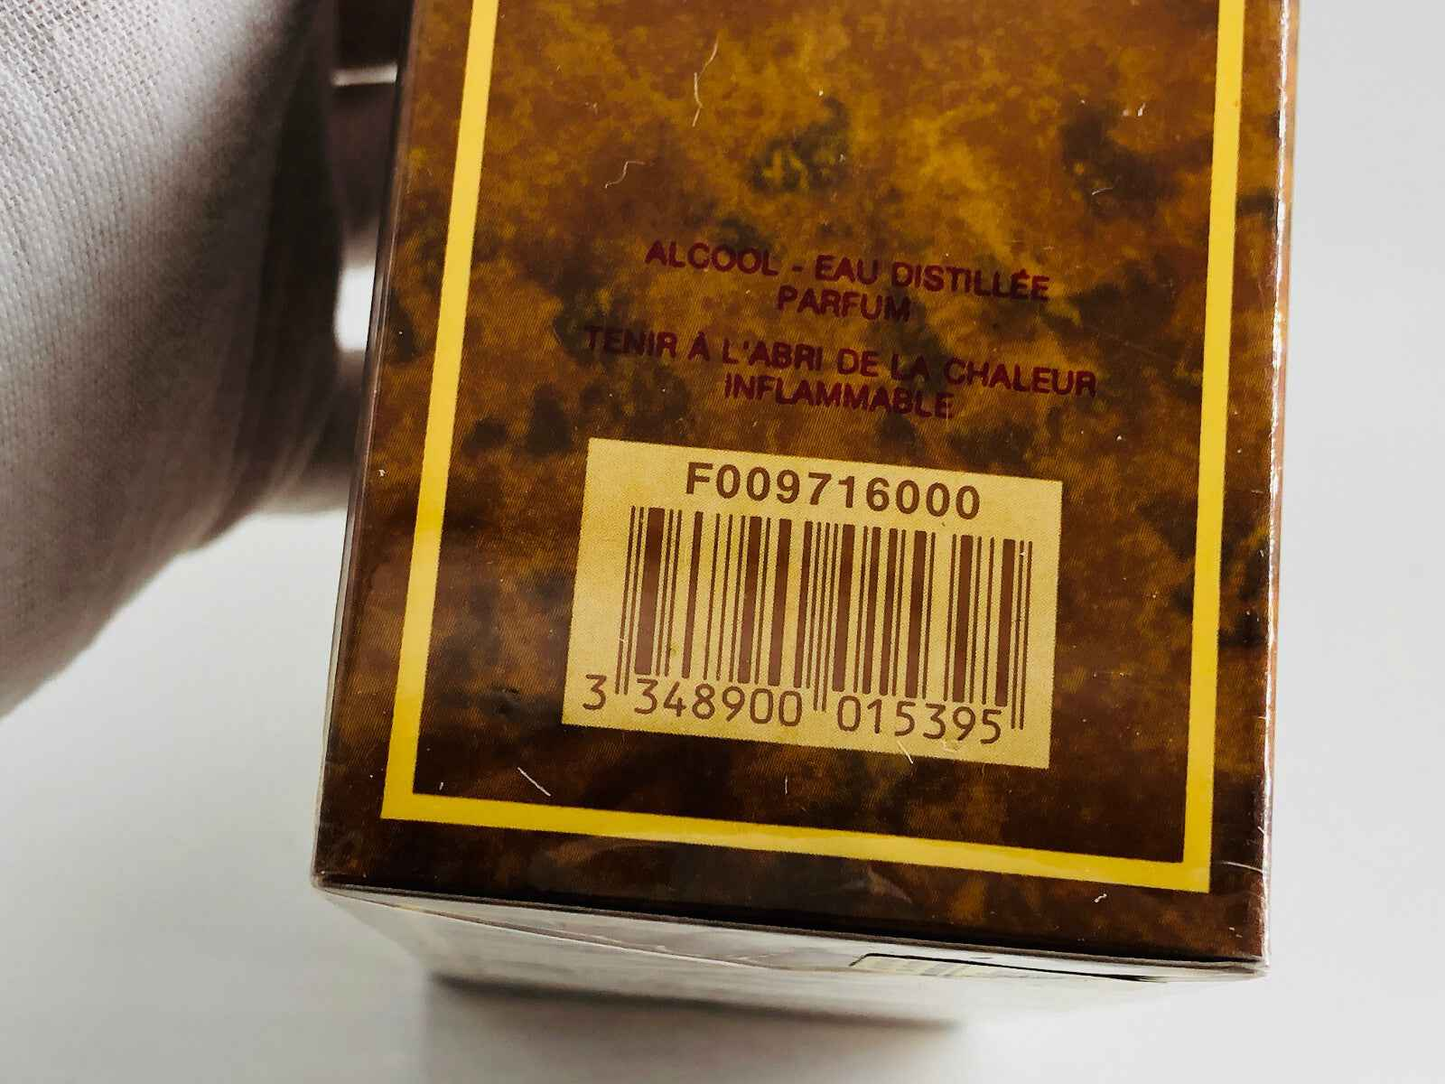 ALCOOL - EAU DISTILLÉE
PARFUM
TENIR À L'ABRI DE LA CHALEUR
INFLAMMABLE
F009716000
3 348900 015395